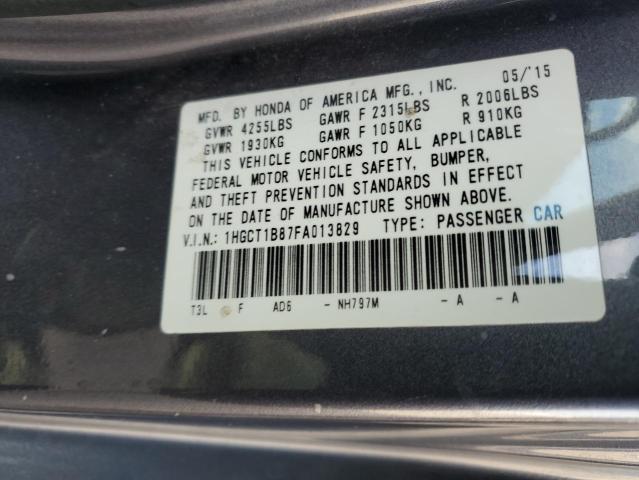 MFD. BY HONDA OF AMERICA MFG., INC. 05/'15
GVWR 4255LBS GAWR F 2315LBS R 2006LBS
GVWR 1930KG GAWR F 1050KG R 910KG
THIS VEHICLE CONFORMS TO ALL APPLICABLE
FEDERAL MOTOR VEHICLE SAFETY, BUMPER,
AND THEFT PREVENTION STANDARDS IN EFFECT
ON THE DATE OF MANUFACTURE SHOWN ABOVE.
V.I.N.: 1HGCT1B87FA013829 TYPE: PASSENGER CAR
T3L F AD6 - NH797M -A -A